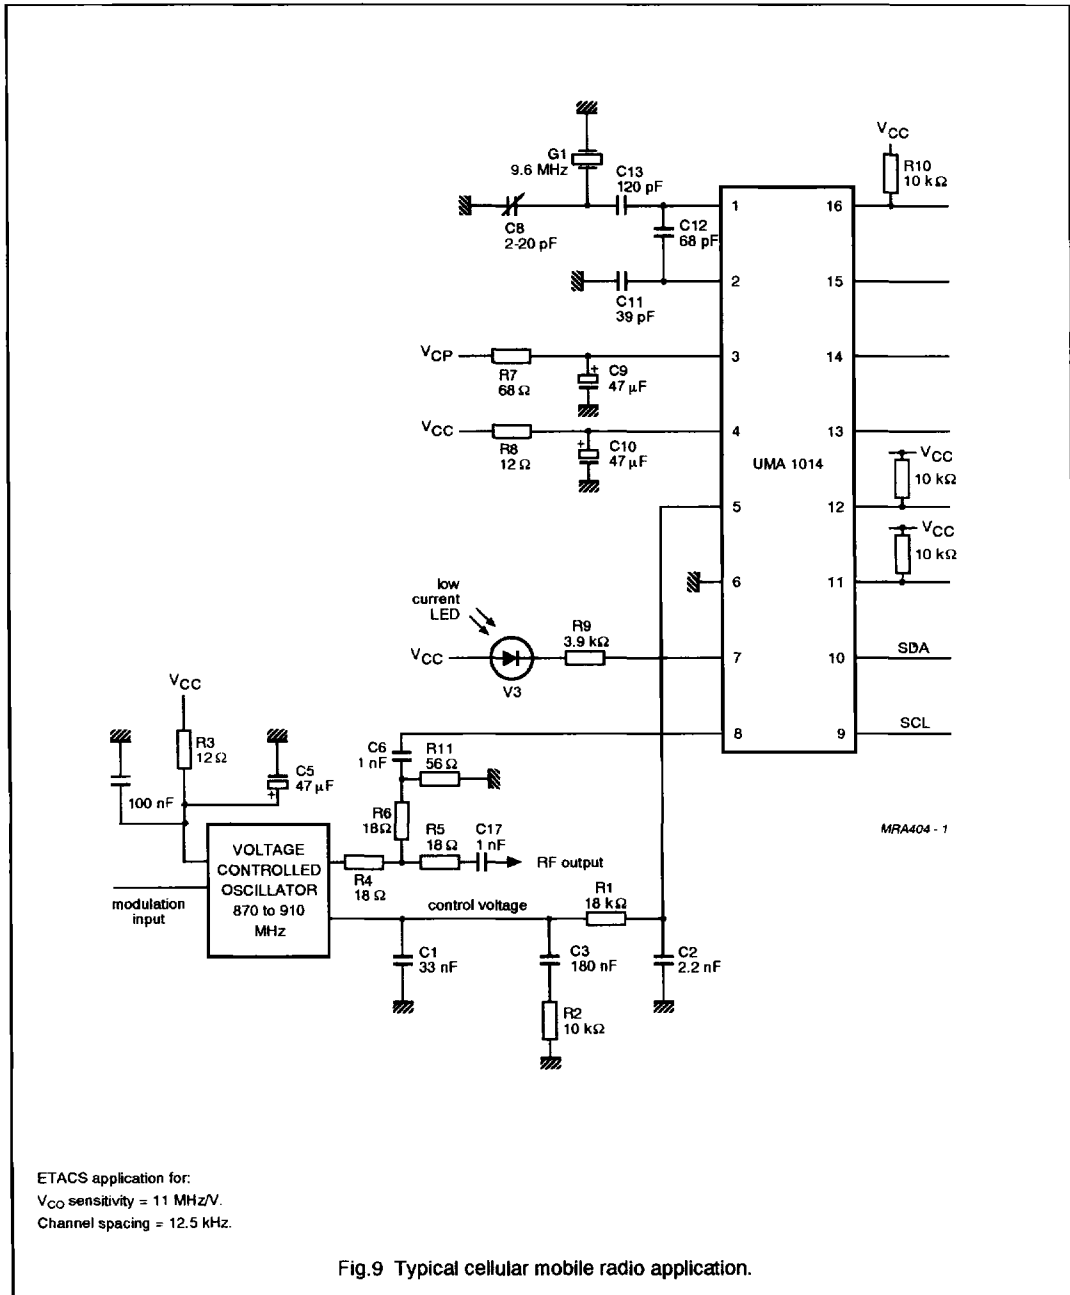 G1
9.6 MHz
C13
120 pF
C8
2-20 pF
C12
68 pF
C11
39 pF
VCC
R10
10 kΩ
1
2
3
4
5
6
7
8
16
15
14
13
12
11
10
9
UMA 1014
VCP
R7
68 Ω
C9
+
47 μF
VCC
R8
12 Ω
C10
+
47 μF
VCC
10 kΩ
VCC
10 kΩ
SDA
SCL
low
current
LED
VCC
V3
R9
3.9 kΩ
VCC
R3
12 Ω
C5
47 μF
+
100 nF
C6
1 nF
R11
56 Ω
R6
18Ω
R5
18 Ω
C17
1 nF
RF output
R4
18 Ω
VOLTAGE
CONTROLLED
OSCILLATOR
870 to 910
MHz
modulation
input
control voltage
R1
18 kΩ
C1
33 nF
C3
180 nF
C2
2.2 nF
R2
10 kΩ
MRA404 - 1
ETACS application for:
VCO sensitivity = 11 MHz/V.
Channel spacing = 12.5 kHz.
Fig.9 Typical cellular mobile radio application.